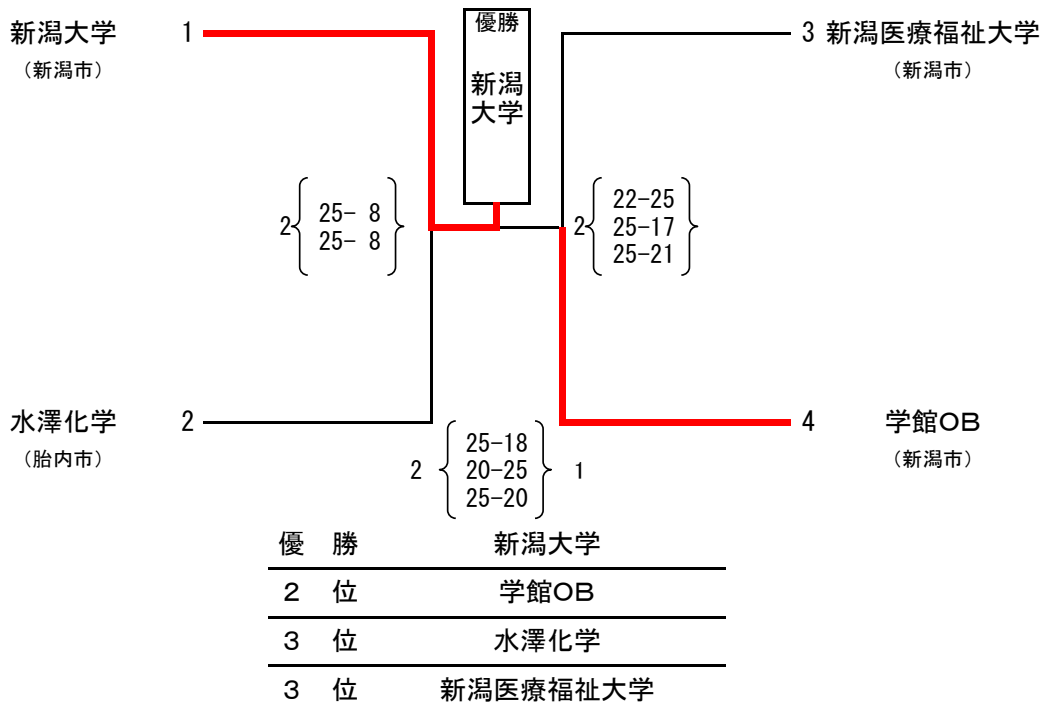 新潟大学 1
（新潟市）
優勝
新潟
大学
3 新潟医療福祉大学
（新潟市）
2 25- 8
25- 8
2 22-25
25-17
25-21
水澤化学 2
（胎内市）
4 学館OB
（新潟市）
25-18
2 20-25 1
25-20
優 勝 新潟大学
2 位 学館OB
3 位 水澤化学
3 位 新潟医療福祉大学